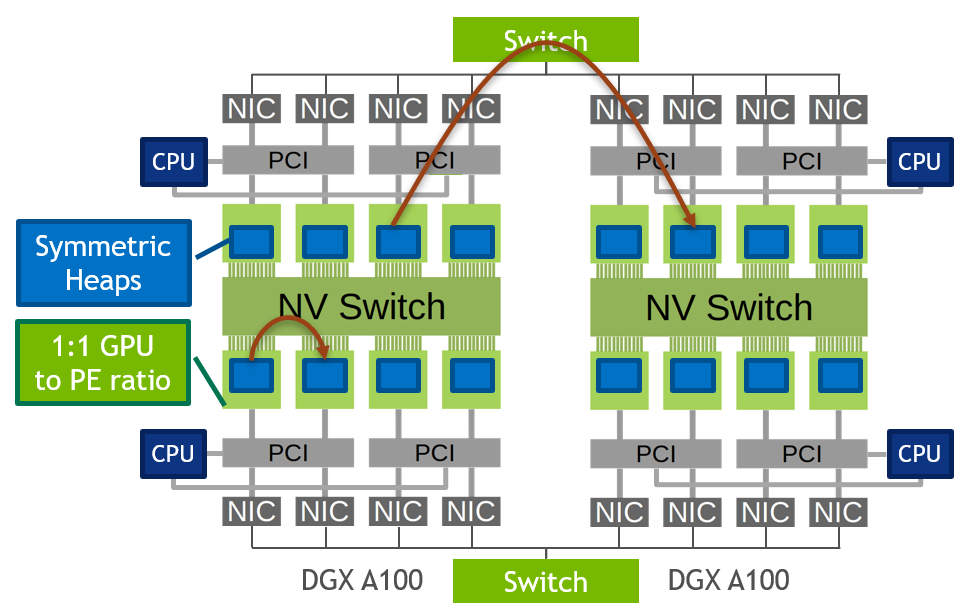 Switch
NIC NIC NIC NIC NIC NIC NIC NIC
CPU PCI PCI PCI PCI CPU
Symmetric
Heaps
NV Switch NV Switch
1:1 GPU
to PE ratio
CPU PCI PCI PCI PCI CPU
NIC NIC NIC NIC NIC NIC NIC NIC
DGX A100 Switch DGX A100